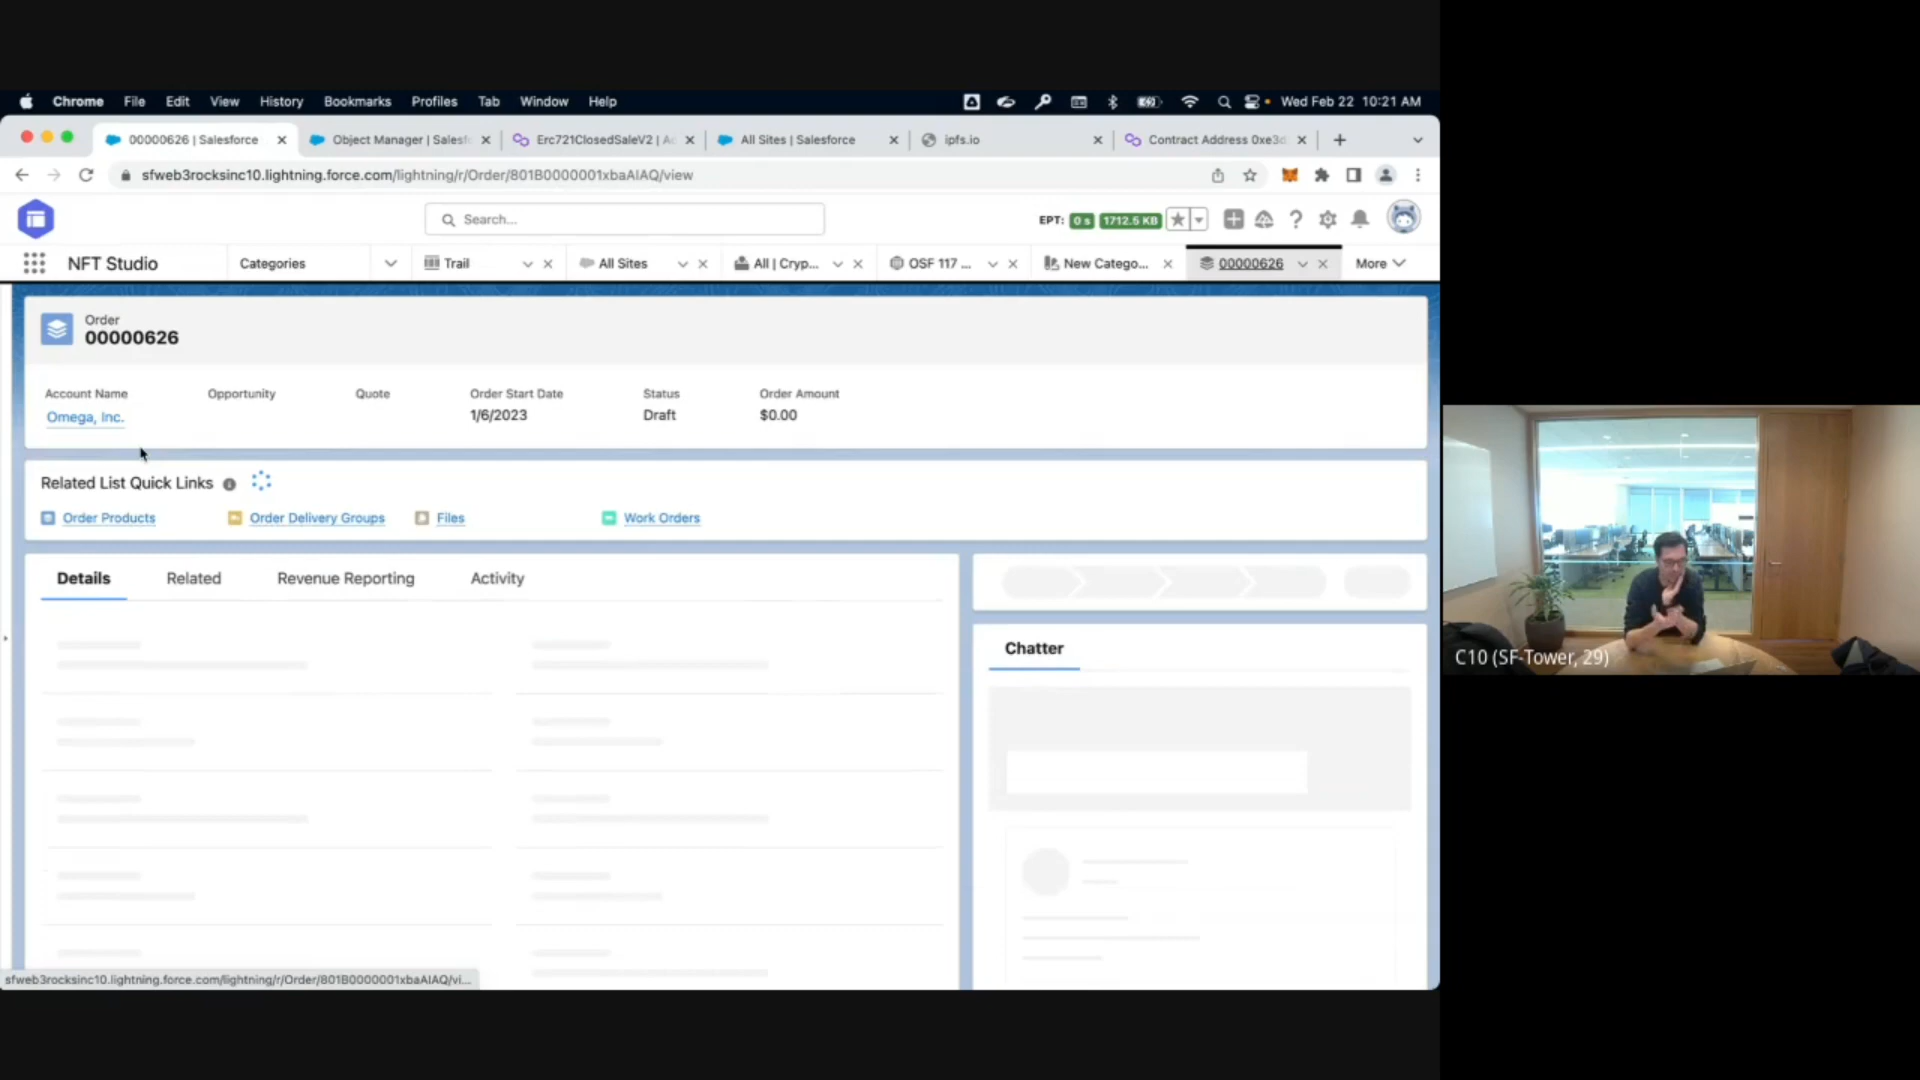 Chrome File Edit View History Bookmarks Profiles Tab Window Help Wed Feb 22 10:21 AM
00000626 | Salesforce Object Manager | Salesf Erc721ClosedSaleV2 | Ad All Sites | Salesforce ipfs.io Contract Address 0xe3d
sfweb3rocksinc10.lightning.force.com/lightning/r/Order/801B0000001xbaAIAQ/view
Search... EPT: 0 s 1712.5 KB
NFT Studio Categories Trail All Sites All | Cryp... OSF 117 ... New Catego... 00000626 More
Order
00000626
Account Name Opportunity Quote Order Start Date Status Order Amount
Omega, Inc. 1/6/2023 Draft $0.00
Related List Quick Links
Order Products Order Delivery Groups Files Work Orders
Details Related Revenue Reporting Activity
Chatter
C10 (SF-Tower, 29)
sfweb3rocksinc10.lightning.force.com/lightning/r/Order/801B0000001xbaAIAQ/vi...